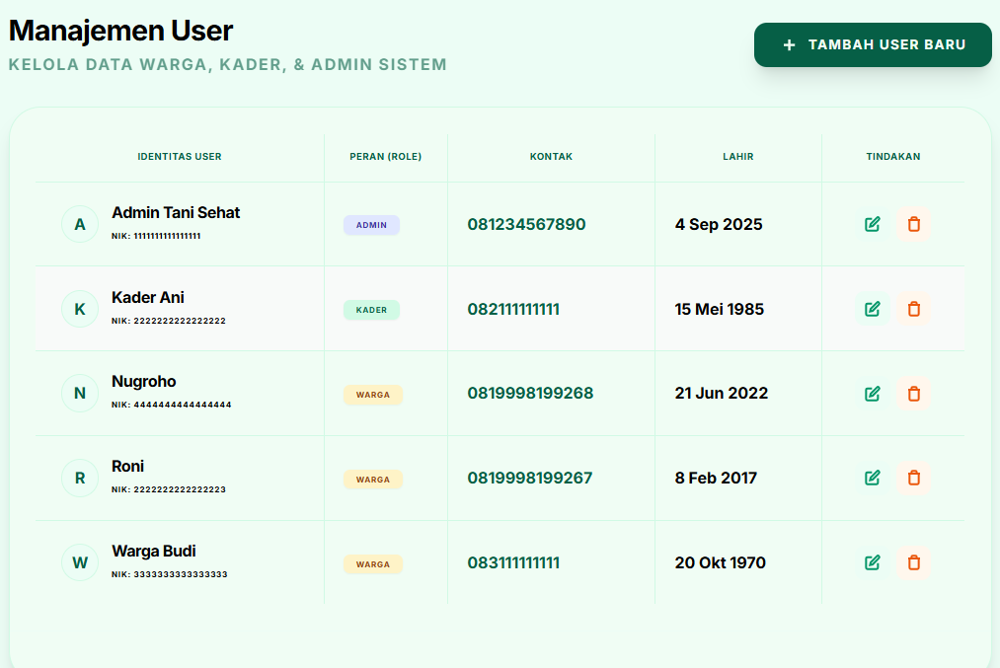 Manajemen User
KELOLA DATA WARGA, KADER, & ADMIN SISTEM
+ TAMBAH USER BARU
IDENTITAS USER PERAN (ROLE) KONTAK LAHIR TINDAKAN
A Admin Tani Sehat ADMIN 081234567890 4 Sep 2025
NIK: 1111111111111111
K Kader Ani KADER 082111111111 15 Mei 1985
NIK: 2222222222222222
N Nugroho WARGA 0819998199268 21 Jun 2022
NIK: 4444444444444444
R Roni WARGA 0819998199267 8 Feb 2017
NIK: 2222222222222223
W Warga Budi WARGA 083111111111 20 Okt 1970
NIK: 3333333333333333